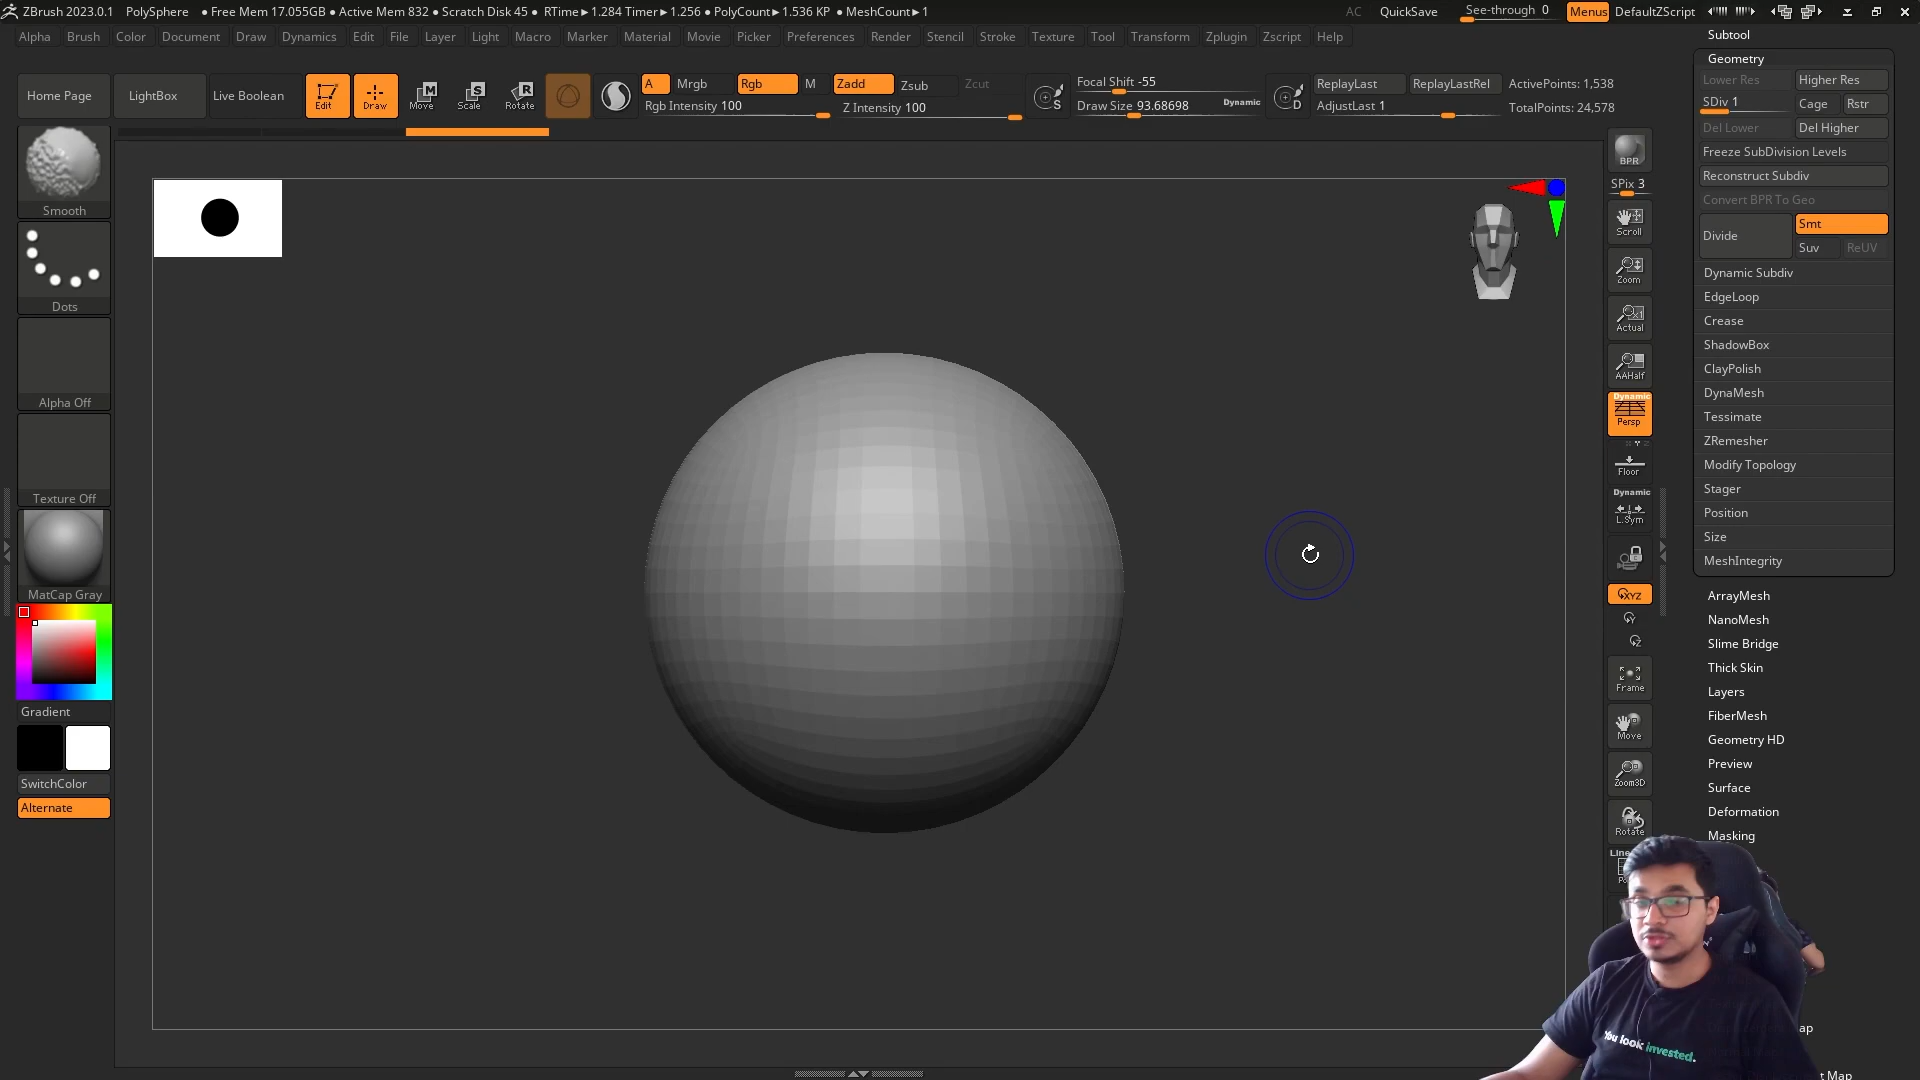 ZBrush 2023.0.1 PolySphere ● Free Mem 17.055GB ● Active Mem 832 ● Scratch Disk 45 ● RTime►1.284 Timer►1.256 ● PolyCount►1.536 KP ● MeshCount►1 AC QuickSave See-through 0 Menus DefaultZScript
Alpha Brush Color Document Draw Dynamics Edit File Layer Light Macro Marker Material Movie Picker Preferences Render Stencil Stroke Texture Tool Transform Zplugin Zscript Help
Home Page LightBox Live Boolean Edit Draw Move Scale Rotate
M S R
A Mrgb Rgb M Zadd Zsub Zcut
Rgb Intensity 100 Z Intensity 100
S Focal Shift -55
Draw Size 93.68698 Dynamic
D ReplayLast ReplayLastRel ActivePoints: 1,538
AdjustLast 1 TotalPoints: 24,578
Smooth
Dots
Alpha Off
Texture Off
MatCap Gray
Gradient
SwitchColor
Alternate
BPR
SPix 3
Scroll
Zoom
Actual
AAHalf
Dynamic
Persp
Floor
Dynamic
L.Sym
XYZ
Y
Z
Frame
Move
Zoom3D
Rotate
Subtool
Geometry
Lower Res Higher Res
SDiv 1 Cage Rstr
Del Lower Del Higher
Freeze SubDivision Levels
Reconstruct Subdiv
Convert BPR To Geo
Divide Smt
Suv ReUV
Dynamic Subdiv
EdgeLoop
Crease
ShadowBox
ClayPolish
DynaMesh
Tessimate
ZRemesher
Modify Topology
Stager
Position
Size
MeshIntegrity
ArrayMesh
NanoMesh
Slime Bridge
Thick Skin
Layers
FiberMesh
Geometry HD
Preview
Surface
Deformation
Masking
You look invested.
t Map